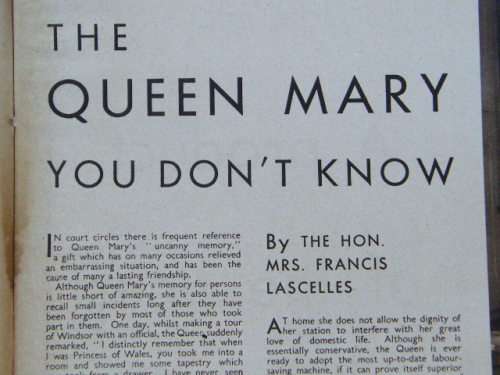 THE
QUEEN MARY
YOU DON'T KNOW
IN court circles there is frequent reference
to Queen Mary's "uncanny memory,"
a gift which has on many occasions relieved
an embarrassing situation, and has been the
cause of many a lasting friendship.
Although Queen Mary's memory for persons
is little short of amazing, she is also able to
recall small incidents long after they have
been forgotten by most of those who took
part in them. One day, whilst making a tour
of Windsor with an official, the Queen suddenly
remarked, "I distinctly remember that when
I was Princess of Wales, you took me into a
room and showed me some tapestry which
from a drawer. I have never seen
By THE HON.
MRS. FRANCIS
LASCELLES
AT home she does not allow the dignity of
her station to interfere with her great
love of domestic life. Although she is
essentially conservative, the Queen is ever
ready to adopt the most up-to-date labour-
saving machine, if it can prove itself superior